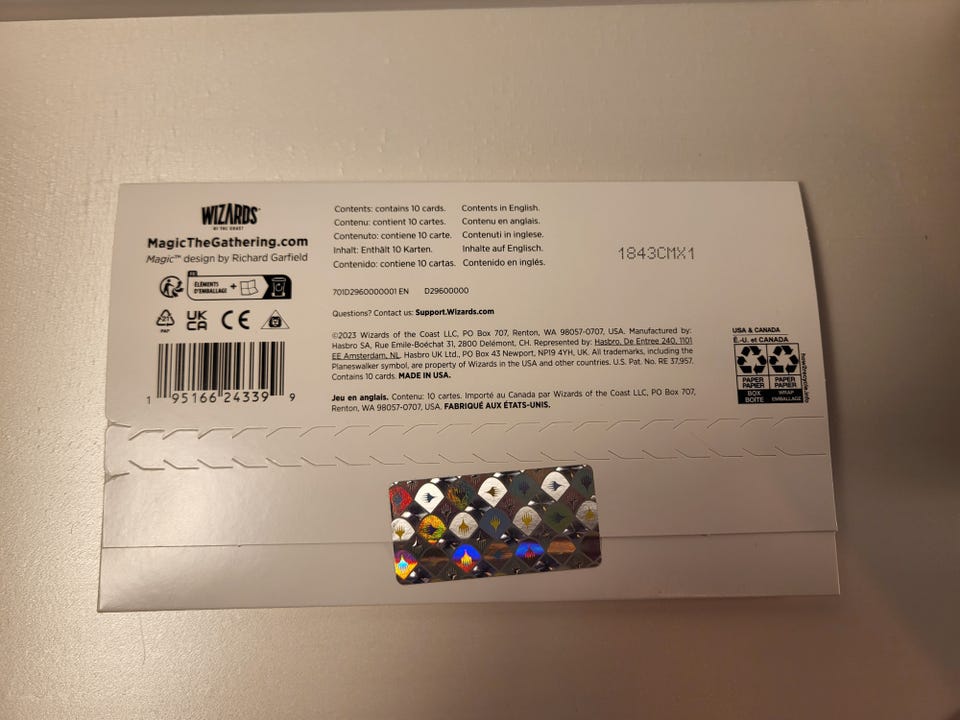 WIZARDS
OF THE COAST
MagicTheGathering.com
Magic™ design by Richard Garfield
FR
ÉLÉMENTS
D'EMBALLAGE
+
21
PAP
UK
CA
CE
1 95166 24339 9
Contents: contains 10 cards.
Contenu: contient 10 cartes.
Contenuto: contiene 10 carte.
Inhalt: Enthält 10 Karten.
Contenido: contiene 10 cartas.
Contents in English.
Contenu en anglais.
Contenuti in inglese.
Inhalte auf Englisch.
Contenido en inglés.
701D2960000001 EN D29600000
Questions? Contact us: Support.Wizards.com
©2023 Wizards of the Coast LLC, PO Box 707, Renton, WA 98057-0707, USA. Manufactured by:
Hasbro SA, Rue Emile-Boéchat 31, 2800 Delémont, CH. Represented by: Hasbro, De Entree 240, 1101
EE Amsterdam, NL. Hasbro UK Ltd., PO Box 43 Newport, NP19 4YH, UK. All trademarks, including the
Planeswalker symbol, are property of Wizards in the USA and other countries. U.S. Pat. No. RE 37,957.
Contains 10 cards. MADE IN USA.
Jeu en anglais. Contenu: 10 cartes. Importé au Canada par Wizards of the Coast LLC, PO Box 707,
Renton, WA 98057-0707, USA. FABRIQUÉ AUX ÉTATS-UNIS.
1843CMX1
USA & CANADA
É.-U. et CANADA
PAPER
PAPIER
BOX
BOÎTE
PAPER
PAPIER
WRAP
EMBALLAGE
how2recycle.info